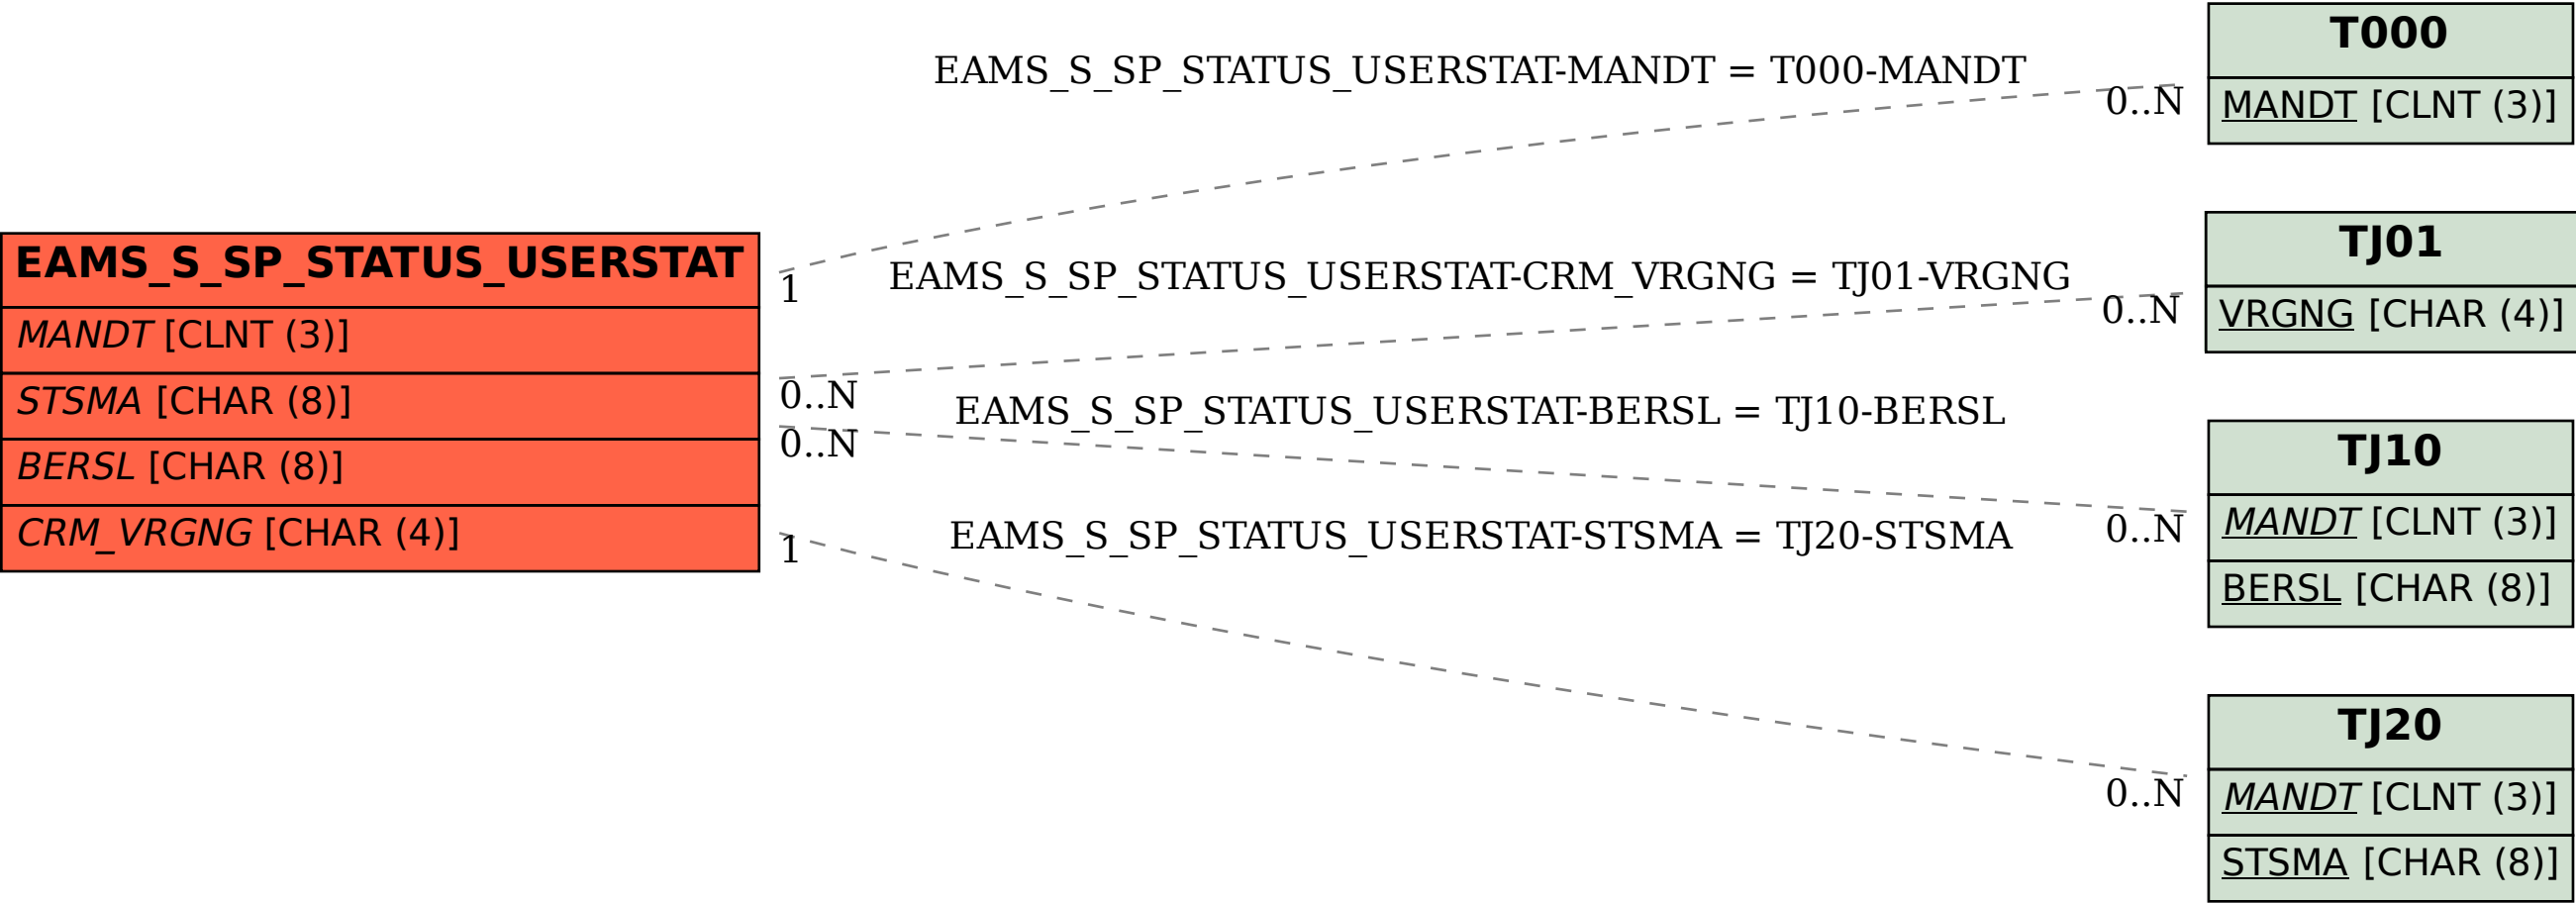 EAMS_S_SP_STATUS_USERSTAT
MANDT [CLNT (3)]
STSMA [CHAR (8)]
BERSL [CHAR (8)]
CRM_VRGNG [CHAR (4)]
EAMS_S_SP_STATUS_USERSTAT-MANDT = T000-MANDT
1
0..N
EAMS_S_SP_STATUS_USERSTAT-CRM_VRGNG = TJ01-VRGNG
0..N
0..N
EAMS_S_SP_STATUS_USERSTAT-BERSL = TJ10-BERSL
0..N
0..N
EAMS_S_SP_STATUS_USERSTAT-STSMA = TJ20-STSMA
1
0..N
T000
MANDT [CLNT (3)]
TJ01
VRGNG [CHAR (4)]
TJ10
MANDT [CLNT (3)]
BERSL [CHAR (8)]
TJ20
MANDT [CLNT (3)]
STSMA [CHAR (8)]